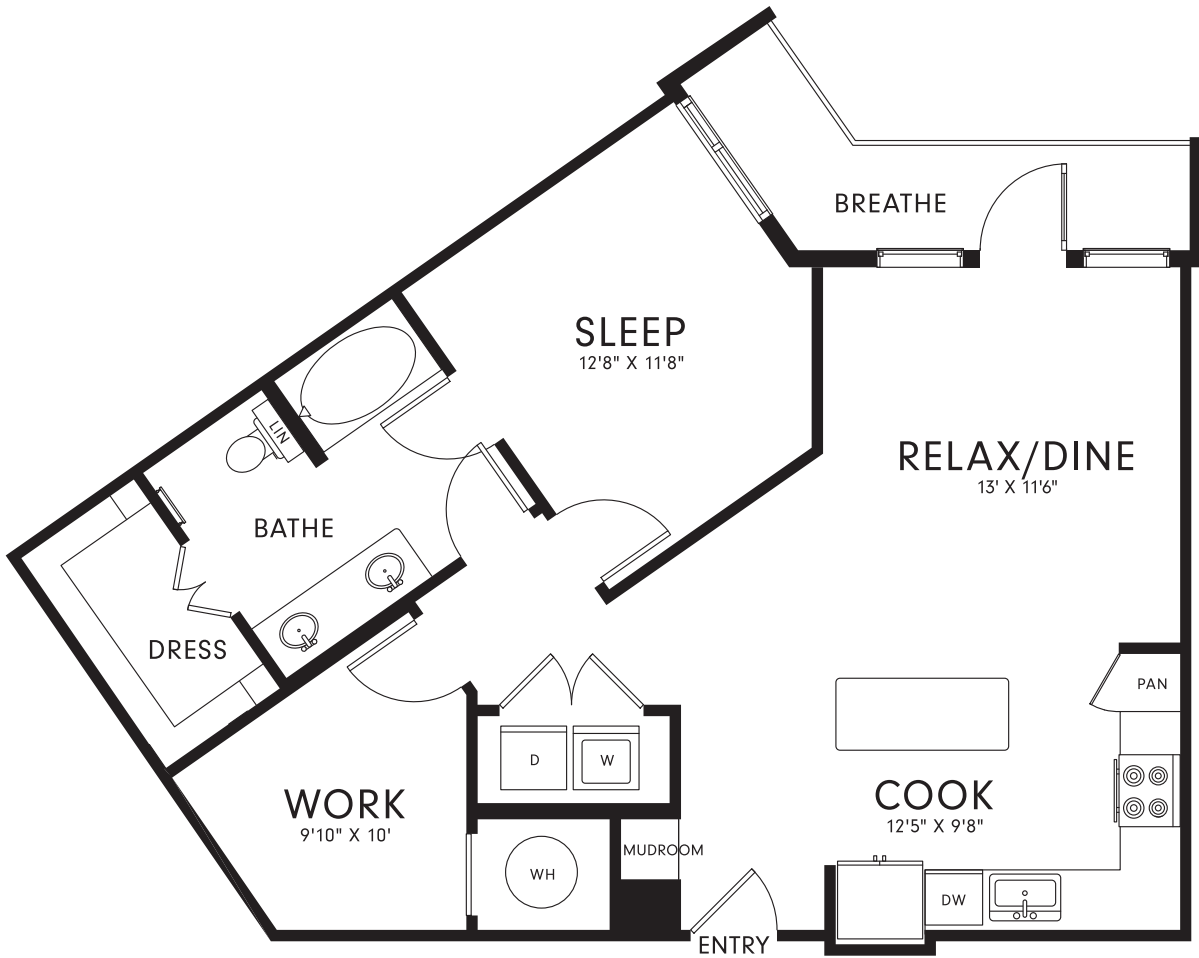 BREATHE
SLEEP
12'8" X 11'8"
LIN
RELAX/DINE
13' X 11'6"
BATHE
DRESS
PAN
D
W
WORK
9'10" X 10'
COOK
12'5" X 9'8"
MUDROOM
WH
DW
ENTRY